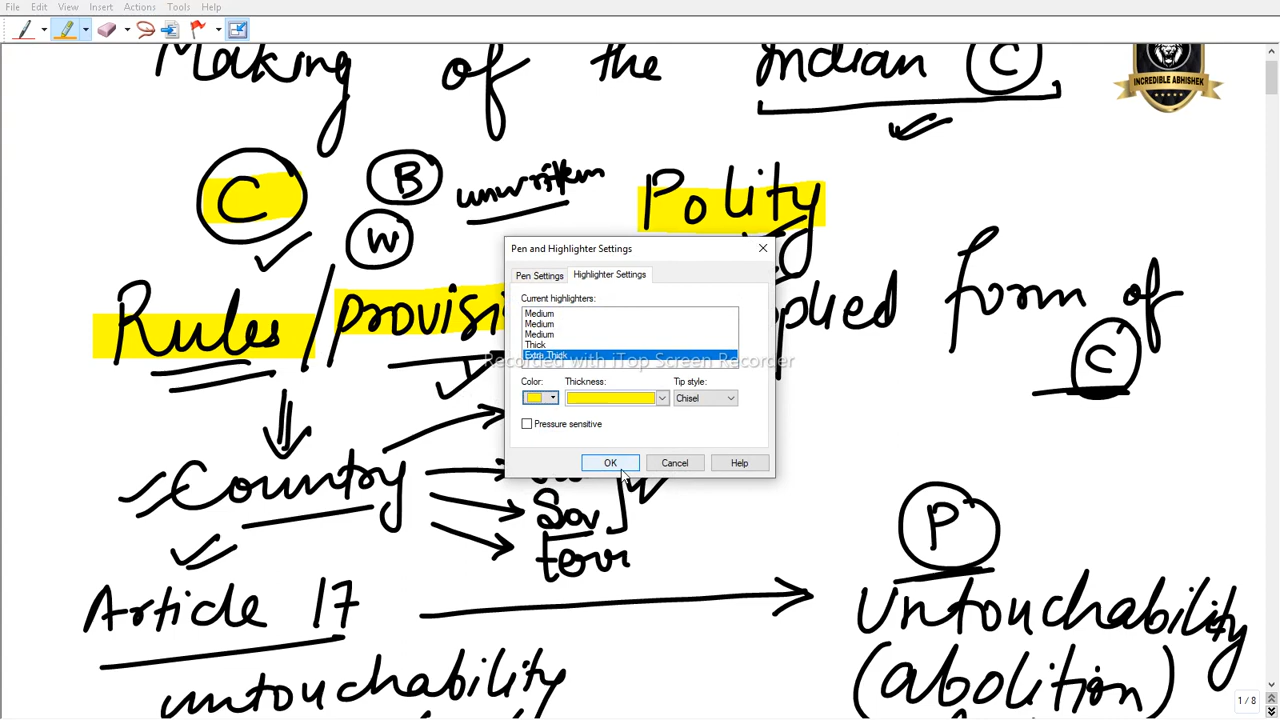 File Edit View Insert Actions Tools Help
Making of the Indian C
INCREDIBLE ABHISHEK
C B unwritten Polity
W
Pen and Highlighter Settings
Pen Settings Highlighter Settings
Current highlighters:
Medium
Medium
Medium
Thick
Extra Thick
Recorded with iTop Screen Recorder
Color: Thickness: Tip style:
Chisel
Pressure sensitive
OK Cancel Help
Rules / provisi plied form of
C
Country
Sov
terr
P
Article 17 Untouchability
untouchability (abolition)
1 / 8